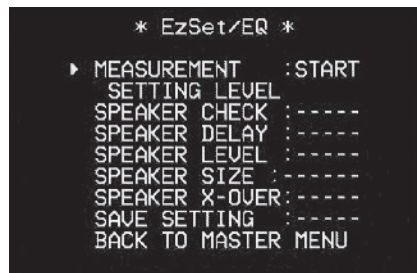 * EzSet/EQ *
▶ MEASUREMENT :START
SETTING LEVEL
SPEAKER CHECK :-----
SPEAKER DELAY :-----
SPEAKER LEVEL :-----
SPEAKER SIZE :------
SPEAKER X-OVER:-----
SAVE SETTING :-----
BACK TO MASTER MENU